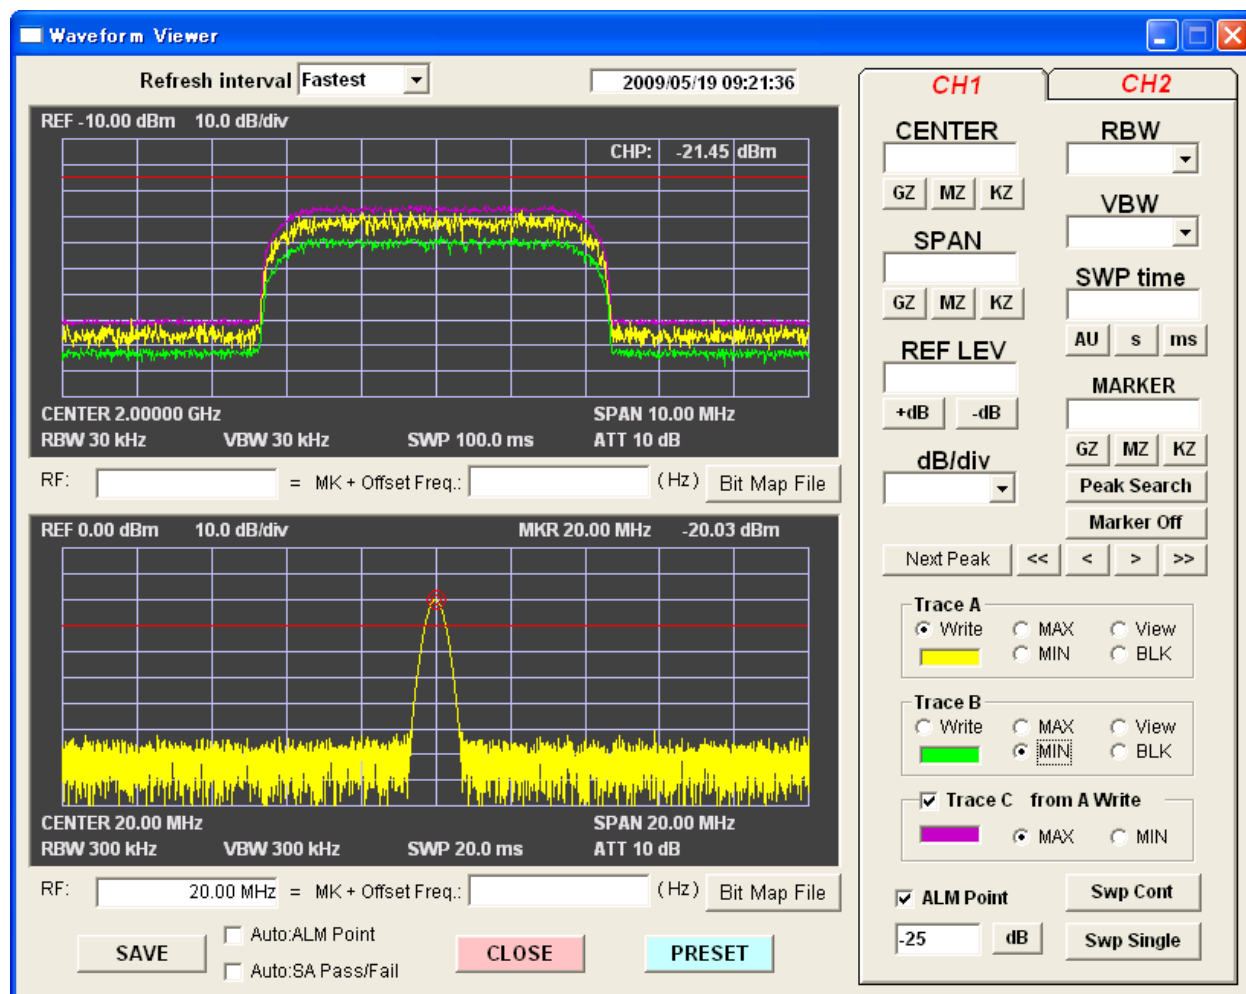 Waveform Viewer
Refresh interval Fastest
2009/05/19 09:21:36
REF -10.00 dBm 10.0 dB/div
CHP: -21.45 dBm
CENTER 2.00000 GHz SPAN 10.00 MHz
RBW 30 kHz VBW 30 kHz SWP 100.0 ms ATT 10 dB
RF: = MK + Offset Freq.: (Hz) Bit Map File
REF 0.00 dBm 10.0 dB/div MKR 20.00 MHz -20.03 dBm
CENTER 20.00 MHz SPAN 20.00 MHz
RBW 300 kHz VBW 300 kHz SWP 20.0 ms ATT 10 dB
RF: 20.00 MHz = MK + Offset Freq.: (Hz) Bit Map File
SAVE
Auto:ALM Point
Auto:SA Pass/Fail
CLOSE
PRESET
CH1
CH2
CENTER
GZ MZ KZ
SPAN
GZ MZ KZ
REF LEV
+dB -dB
dB/div
RBW
VBW
SWP time
AU s ms
MARKER
GZ MZ KZ
Peak Search
Marker Off
Next Peak << < > >>
Trace A
Write MAX View
MIN BLK
Trace B
Write MAX View
MIN BLK
Trace C from A Write
MAX MIN
ALM Point
-25 dB
Swp Cont
Swp Single